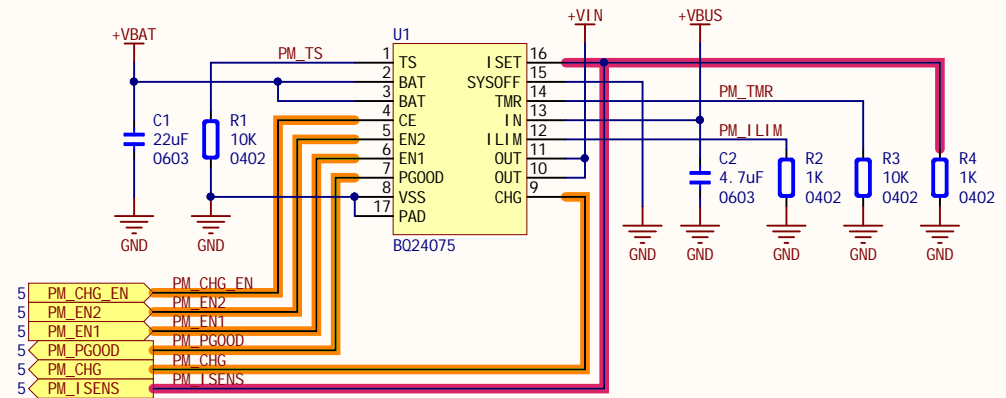 +VIN
+VBUS
+VBAT
U1
PM_TS
1
TS
ISET
16
2
BAT
SYSOFF
15
3
BAT
TMR
14
PM_TMR
4
CE
IN
13
5
EN2
ILIM
12
PM_ILIM
6
EN1
OUT
11
7
PGOOD
OUT
10
8
VSS
CHG
9
17
PAD
BQ24075
C1
22uF
0603
R1
10K
0402
C2
4.7uF
0603
R2
1K
0402
R3
10K
0402
R4
1K
0402
GND
GND
GND
GND
GND
GND
GND
5
PM_CHG_EN
PM_CHG_EN
5
PM_EN2
PM_EN2
5
PM_EN1
PM_EN1
5
PM_PGOOD
PM_PGOOD
5
PM_CHG
PM_CHG
5
PM_ISENS
PM_ISENS